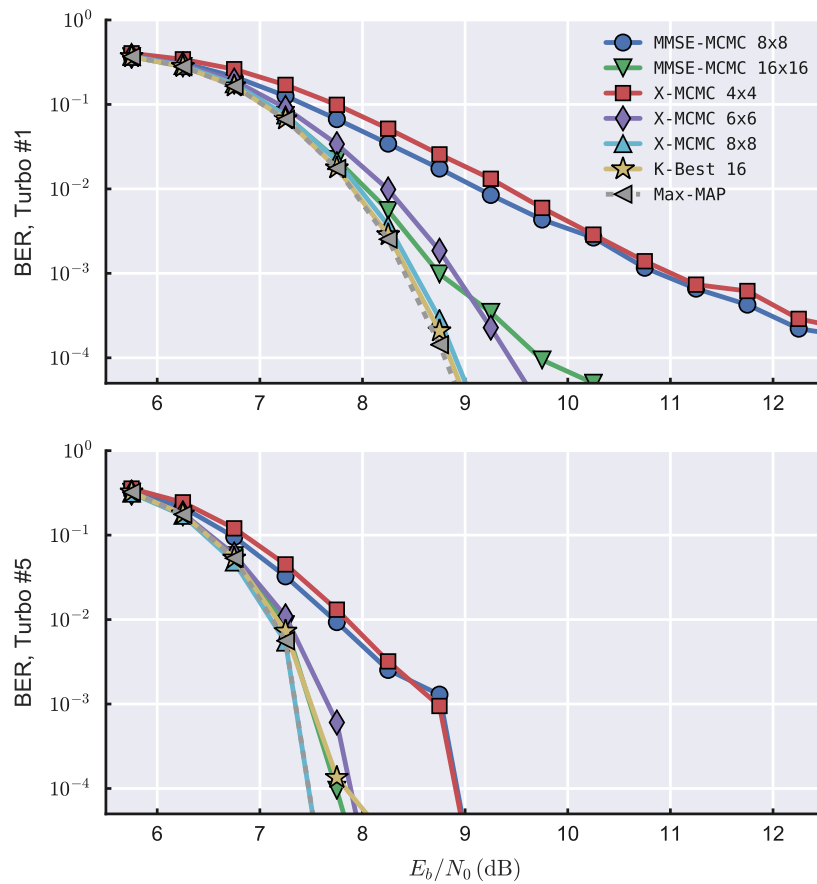 10^0
10^-1
10^-2
10^-3
10^-4
BER, Turbo #1
MMSE-MCMC 8x8
MMSE-MCMC 16x16
X-MCMC 4x4
X-MCMC 6x6
X-MCMC 8x8
K-Best 16
Max-MAP
6 7 8 9 10 11 12
10^0
10^-1
10^-2
10^-3
10^-4
BER, Turbo #5
6 7 8 9 10 11 12
E_b/N_0 (dB)